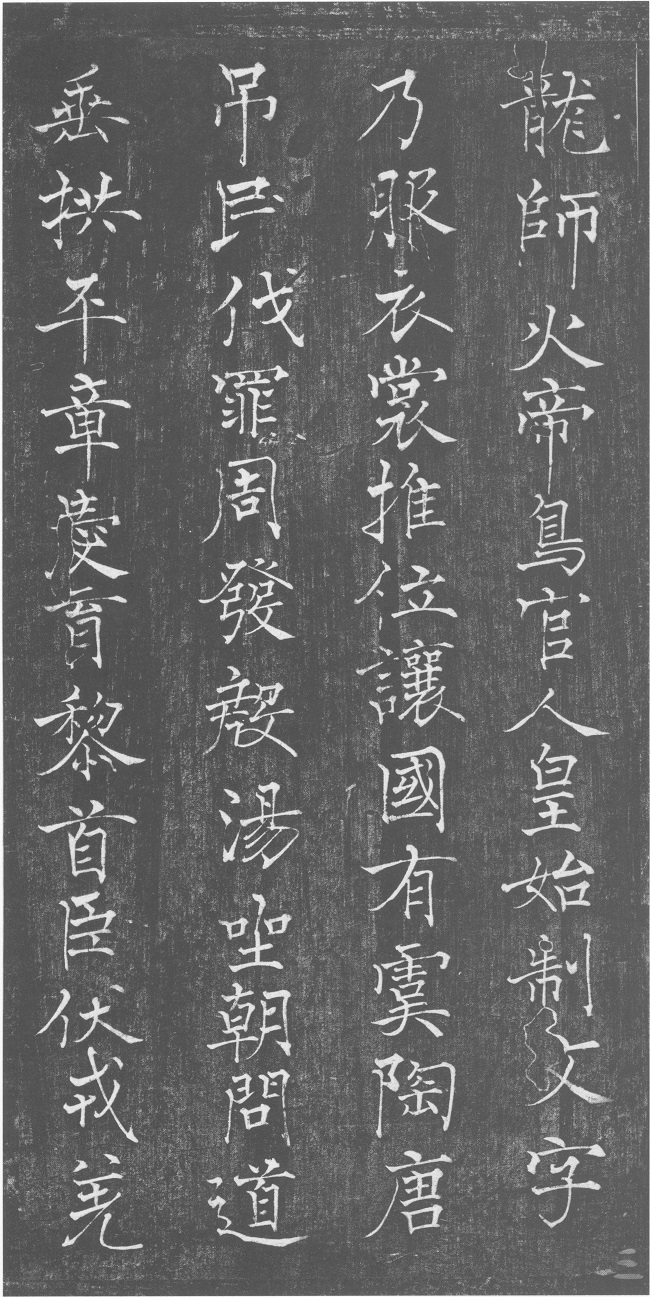 龍師火帝鳥官人皇始制文字
乃服衣裳推位讓國有虞陶唐
吊民伐罪周發殷湯坐朝問道
垂拱平章愛育黎首臣伏戎羌
三